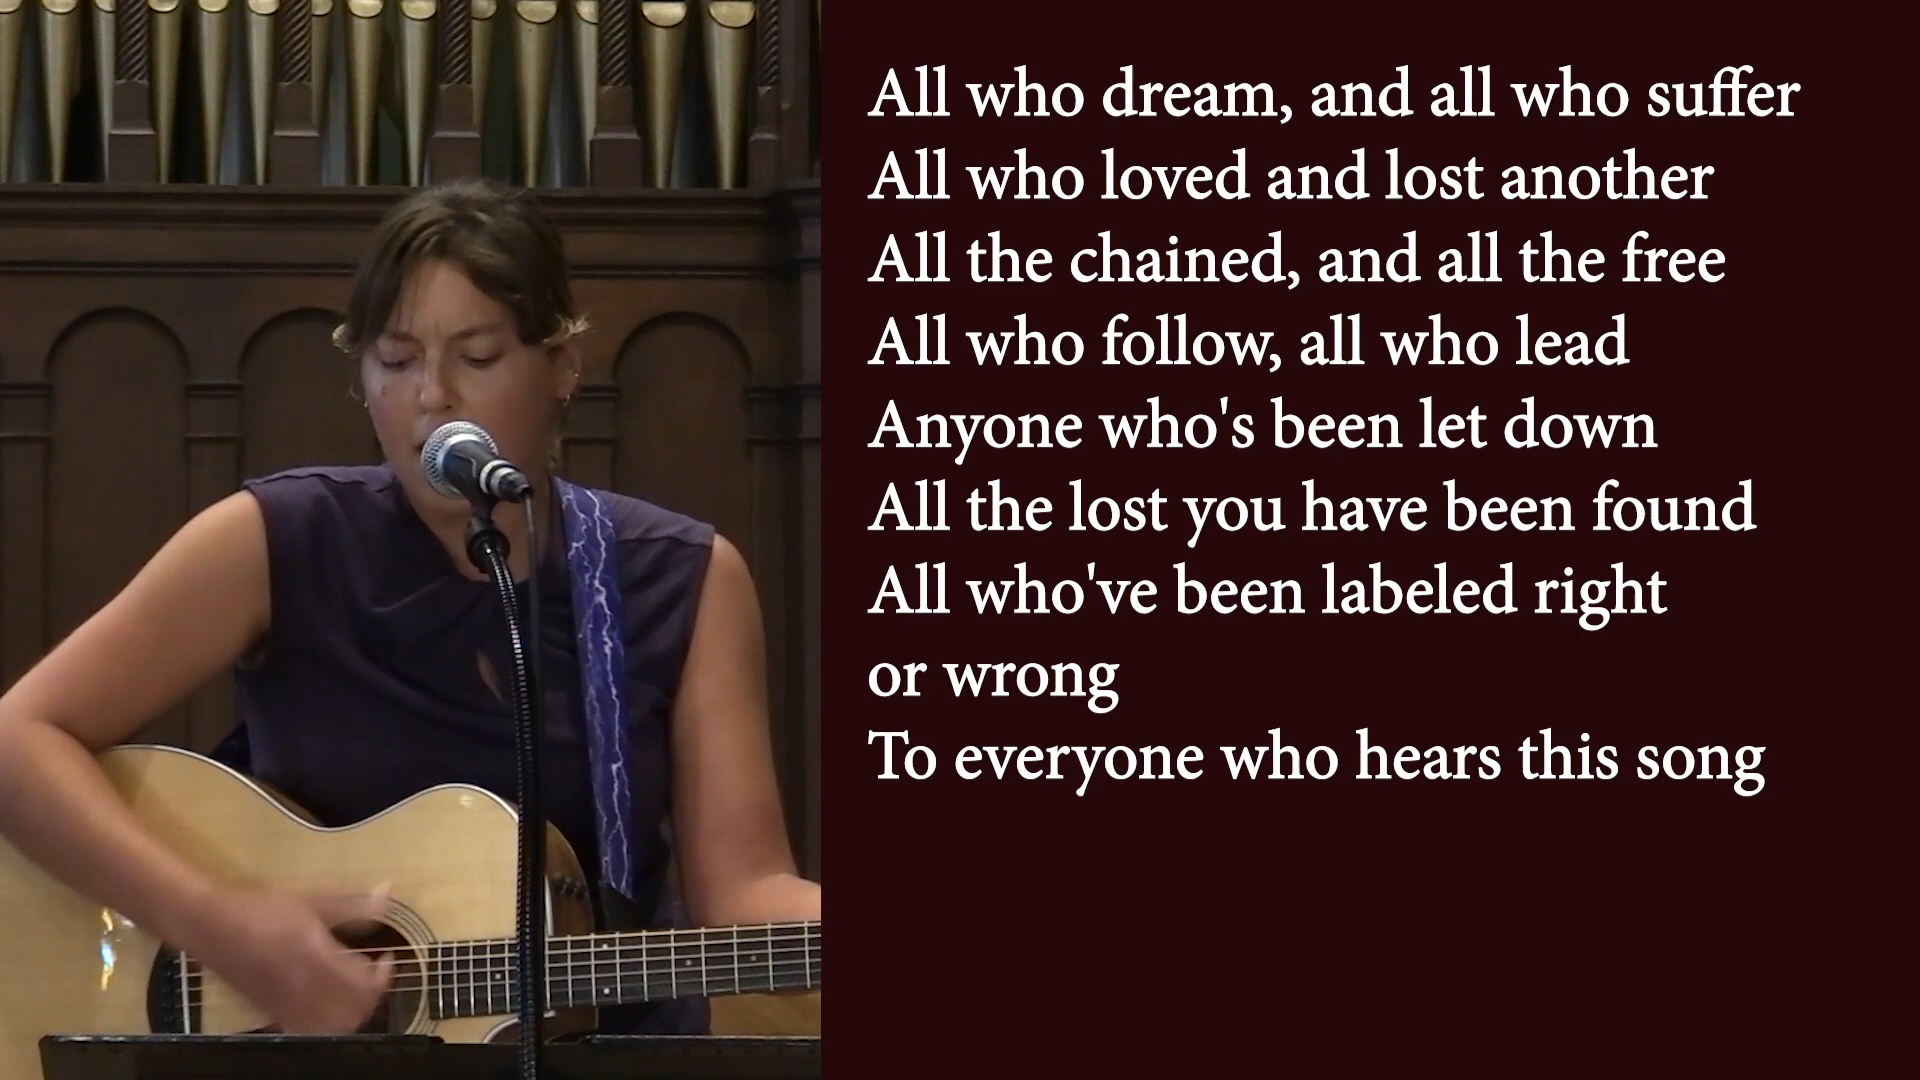 All who dream, and all who suffer
All who loved and lost another
All the chained, and all the free
All who follow, all who lead
Anyone who's been let down
All the lost you have been found
All who've been labeled right
or wrong
To everyone who hears this song